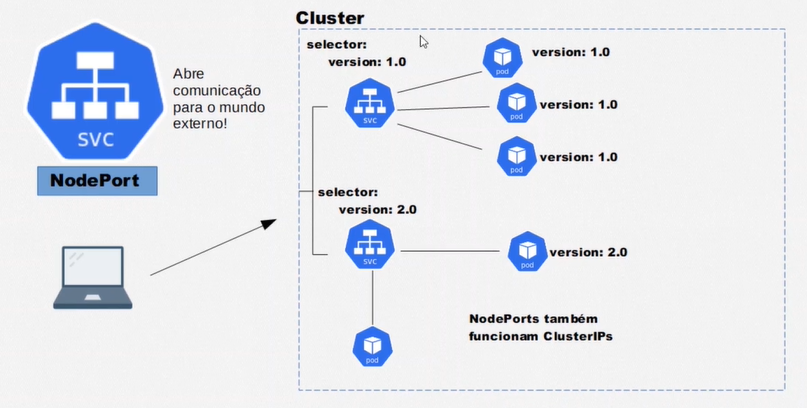 Cluster
selector:
version: 1.0
Abre
comunicação
para o mundo
externo!
svc
NodePort
svc
pod
version: 1.0
pod
version: 1.0
pod
version: 1.0
selector:
version: 2.0
svc
pod
version: 2.0
pod
NodePorts também
funcionam ClusterIPs